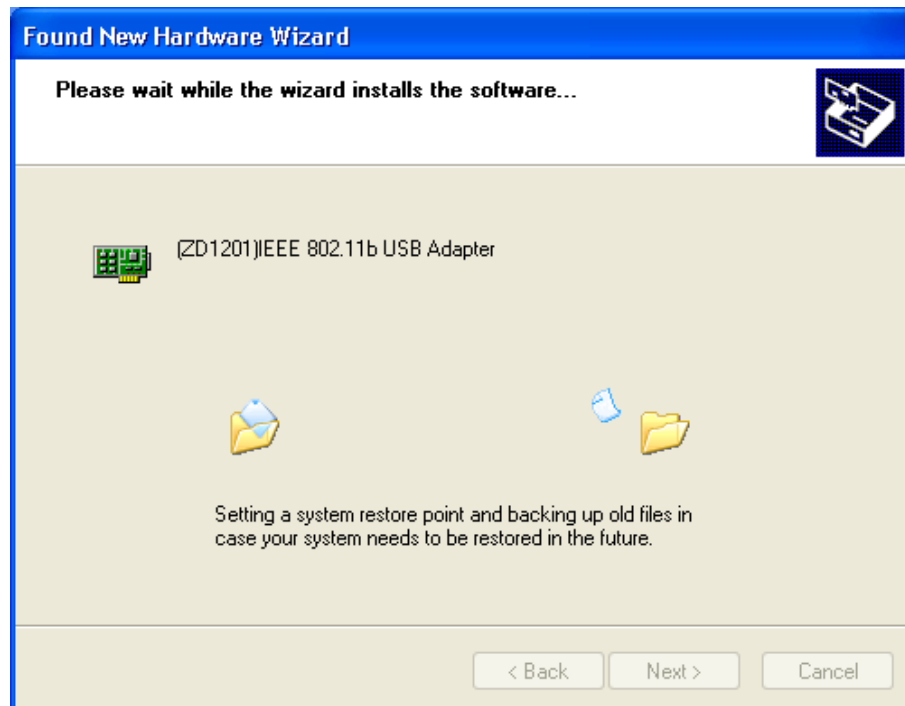 Found New Hardware Wizard
Please wait while the wizard installs the software...
(ZD1201)IEEE 802.11b USB Adapter
Setting a system restore point and backing up old files in
case your system needs to be restored in the future.
< Back
Next >
Cancel